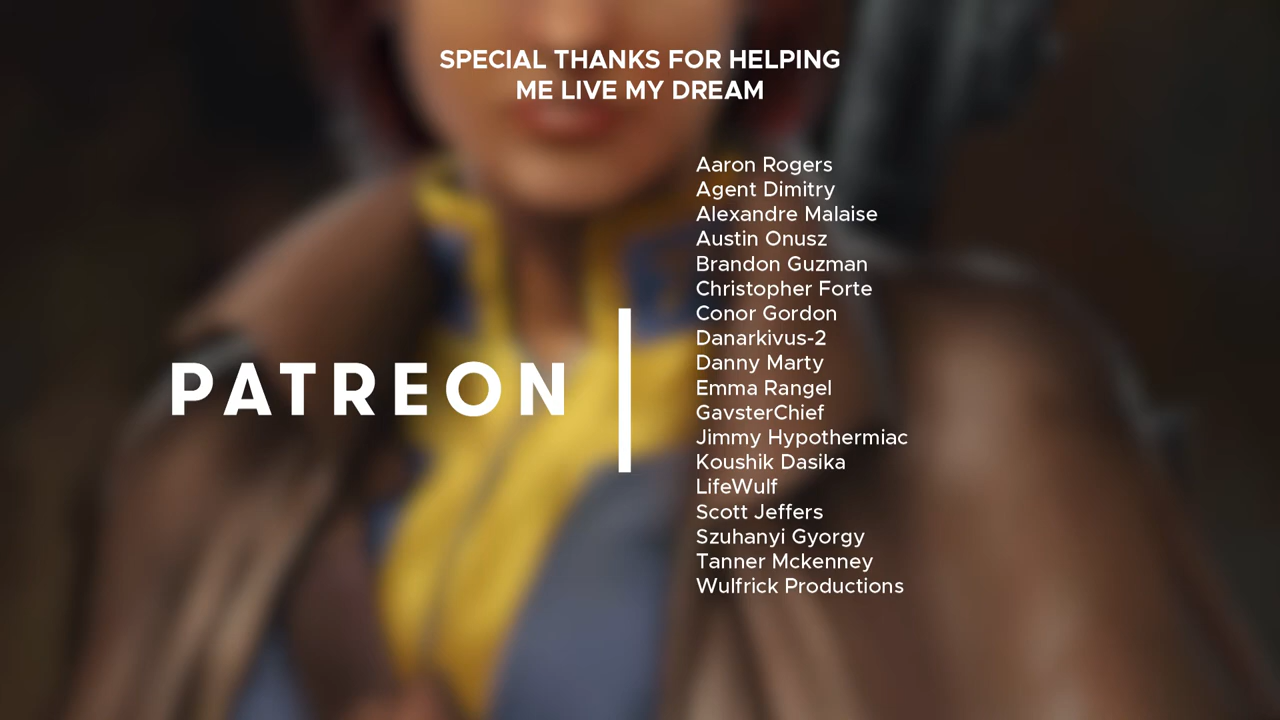 SPECIAL THANKS FOR HELPING
ME LIVE MY DREAM
PATREON
Aaron Rogers
Agent Dimitry
Alexandre Malaise
Austin Onusz
Brandon Guzman
Christopher Forte
Conor Gordon
Danarkivus-2
Danny Marty
Emma Rangel
GavsterChief
Jimmy Hypothermiac
Koushik Dasika
LifeWulf
Scott Jeffers
Szuhanyi Gyorgy
Tanner Mckenney
Wulfrick Productions